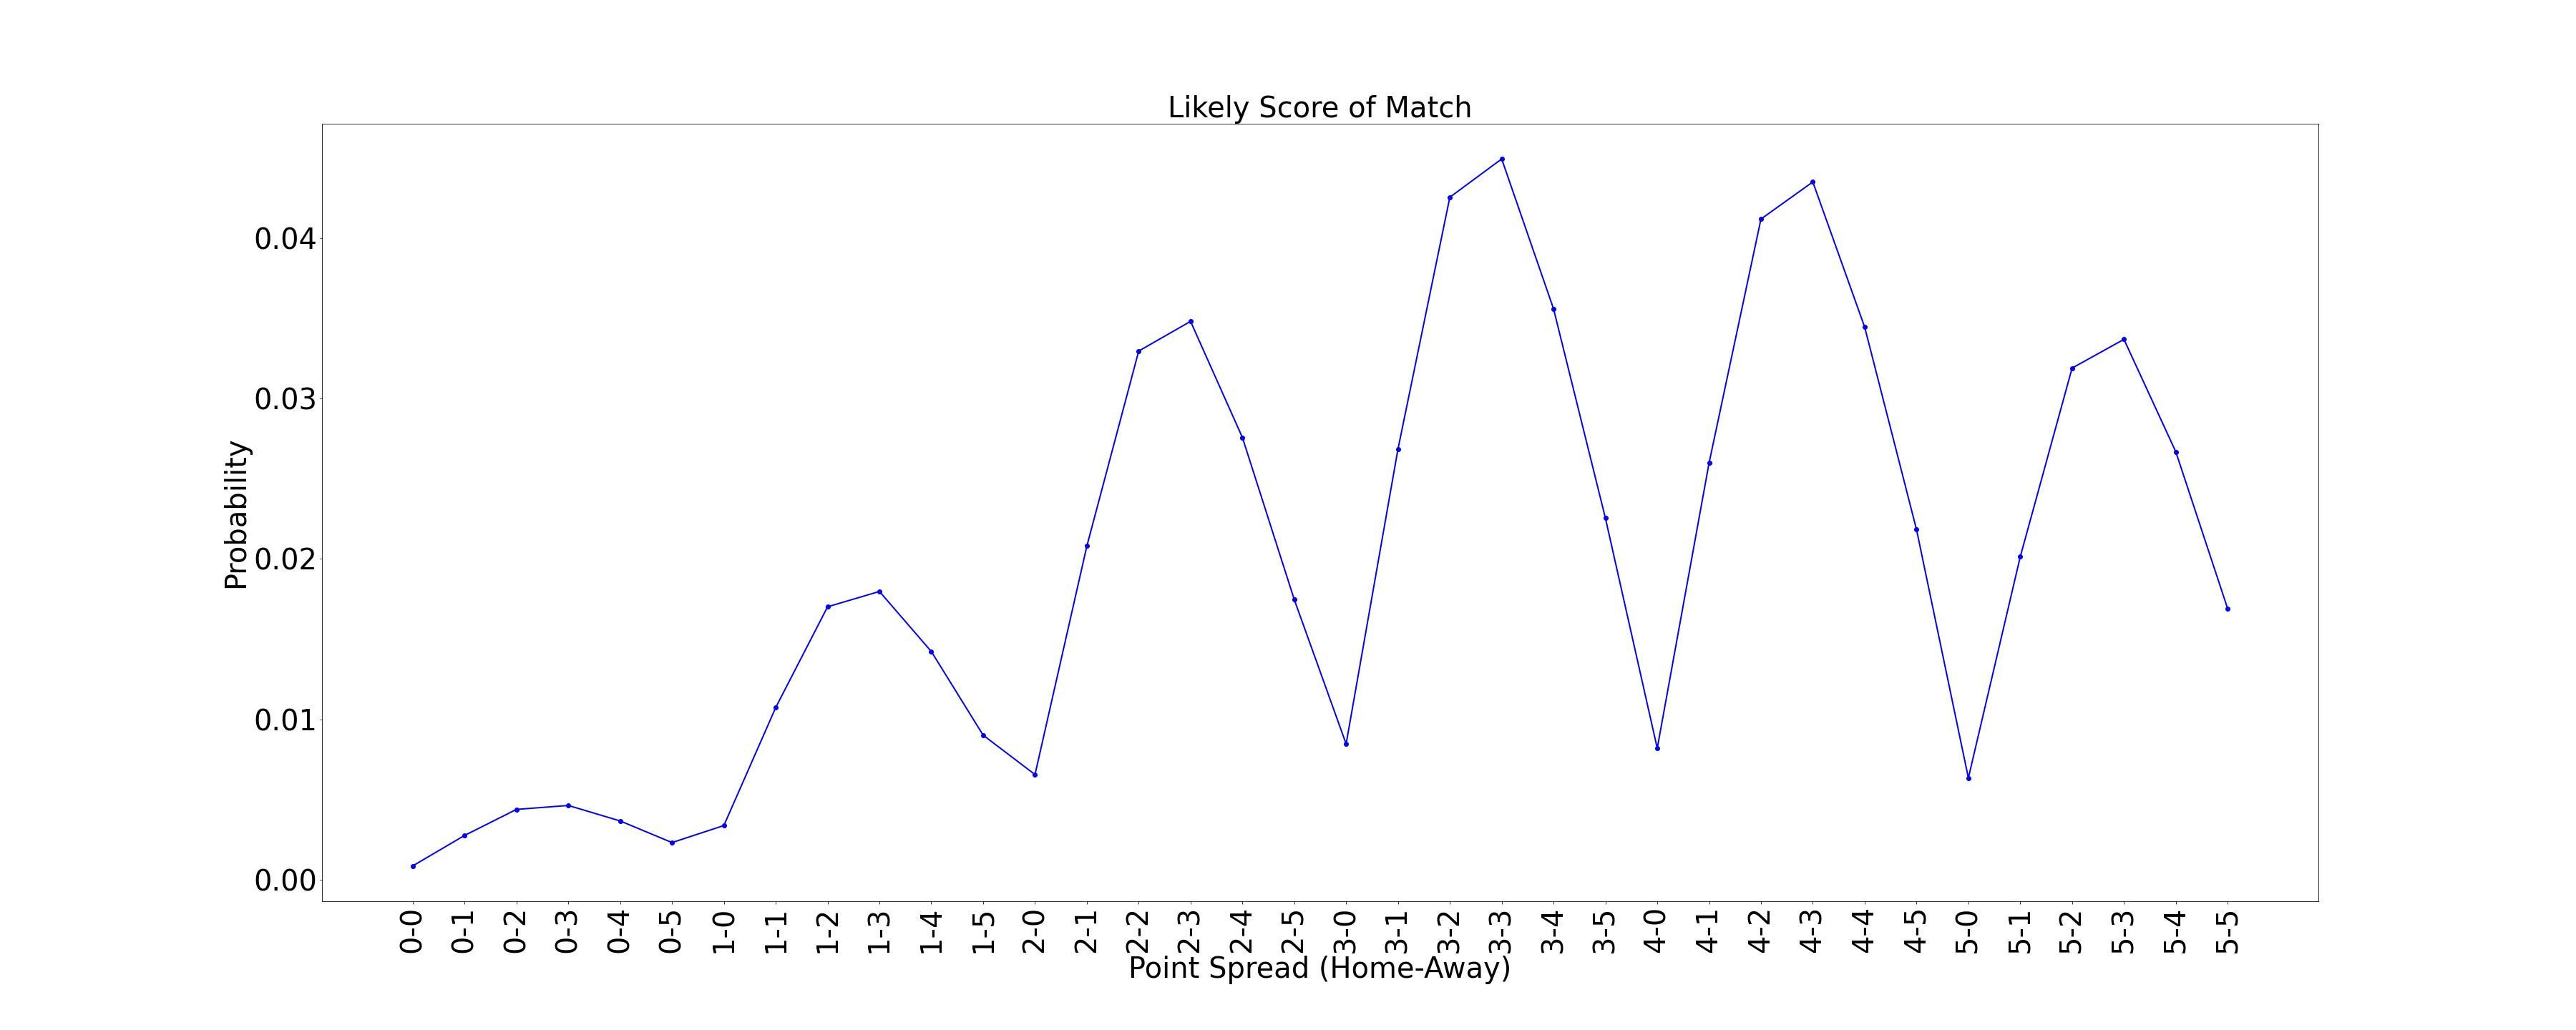 Likely Score of Match
Probability
0.04
0.03
0.02
0.01
0.00
0-0 0-1 0-2 0-3 0-4 0-5 1-0 1-1 1-2 1-3 1-4 1-5 2-0 2-1 2-2 2-3 2-4 2-5 3-0 3-1 3-2 3-3 3-4 3-5 4-0 4-1 4-2 4-3 4-4 4-5 5-0 5-1 5-2 5-3 5-4 5-5
Point Spread (Home-Away)